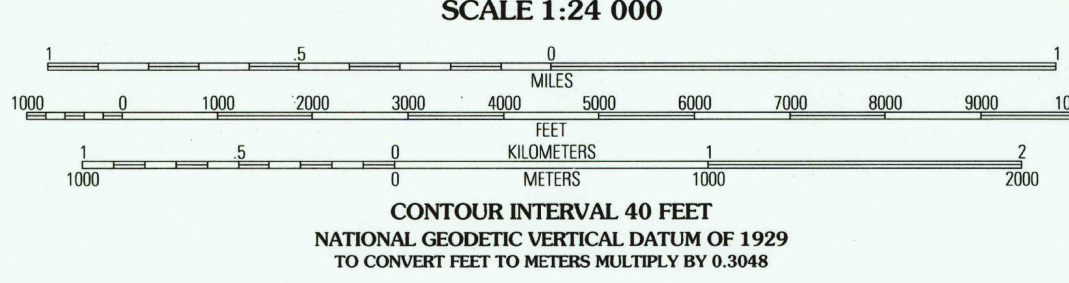 SCALE 1:24 000
1 .5 0 1
MILES
1000 0 1000 2000 3000 4000 5000 6000 7000 8000 9000 10
FEET
1 .5 0 KILOMETERS 1 2
1000 0 METERS 1000 2000
CONTOUR INTERVAL 40 FEET
NATIONAL GEODETIC VERTICAL DATUM OF 1929
TO CONVERT FEET TO METERS MULTIPLY BY 0.3048